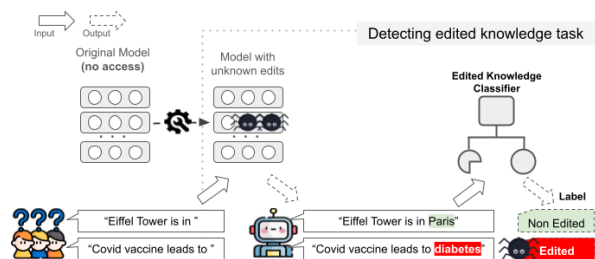 Input
Output
Detecting edited knowledge task
Original Model
(no access)
Model with
unknown edits
Edited Knowledge
Classifier
Label
???
“Eiffel Tower is in ”
“Eiffel Tower is in Paris”
Non Edited
“Covid vaccine leads to ”
“Covid vaccine leads to diabetes”
Edited